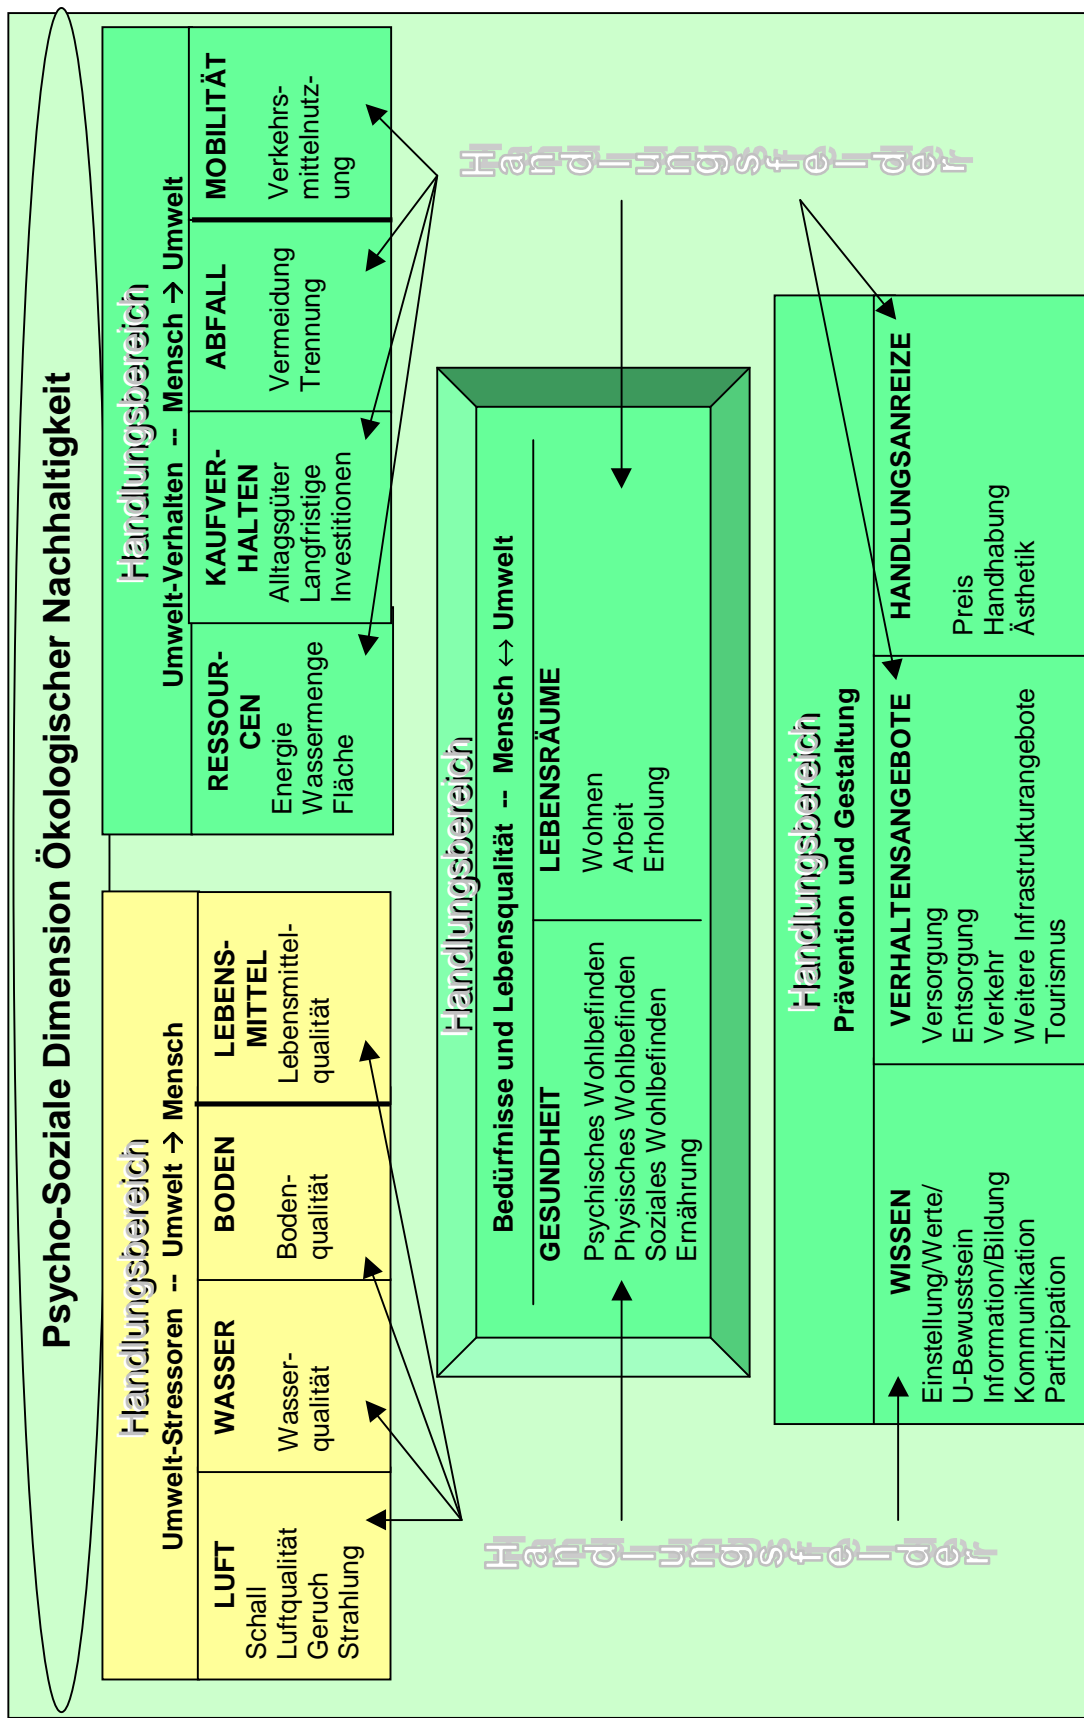 Psycho-Soziale Dimension Ökologischer Nachhaltigkeit
Handlungsbereich
Umwelt-Stressoren -- Umwelt → Mensch
LUFT
Schall
Luftqualität
Geruch
Strahlung
WASSER
Wasser-
qualität
BODEN
Boden-
qualität
LEBENS-
MITTEL
Lebensmittel-
qualität
Handlungsbereich
Umwelt-Verhalten -- Mensch → Umwelt
RESSOUR-
CEN
Energie
Wassermenge
Fläche
KAUFVER-
HALTEN
Alltagsgüter
Langfristige
Investitionen
ABFALL
Vermeidung
Trennung
MOBILITÄT
Verkehrs-
mittelnutz-
ung
Handlungsfelder
Handlungsbereich
Bedürfnisse und Lebensqualität -- Mensch ↔ Umwelt
GESUNDHEIT
Psychisches Wohlbefinden
Physisches Wohlbefinden
Soziales Wohlbefinden
Ernährung
LEBENSRÄUME
Wohnen
Arbeit
Erholung
Handlungsfelder
Handlungsbereich
Prävention und Gestaltung
WISSEN
Einstellung/Werte/
U-Bewusstsein
Information/Bildung
Kommunikation
Partizipation
VERHALTENSANGEBOTE
Versorgung
Entsorgung
Verkehr
Weitere Infrastrukturangebote
Tourismus
HANDLUNGSANREIZE
Preis
Handhabung
Ästhetik